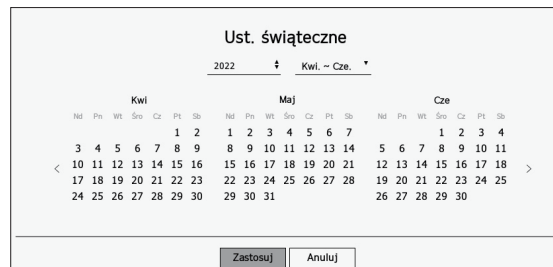 Ust. świąteczne
2022 Kwi. ~ Cze.
Kwi Maj Cze
Nd Pn Wt Śro Cz Pt Sb Nd Pn Wt Śro Cz Pt Sb Nd Pn Wt Śro Cz Pt Sb
1 2 1 2 3 4 5 6 7 1 2 3 4
3 4 5 6 7 8 9 8 9 10 11 12 13 14 5 6 7 8 9 10 11
< 10 11 12 13 14 15 16 15 16 17 18 19 20 21 12 13 14 15 16 17 18 >
17 18 19 20 21 22 23 22 23 24 25 26 27 28 19 20 21 22 23 24 25
24 25 26 27 28 29 30 29 30 31 26 27 28 29 30
Zastosuj Anuluj